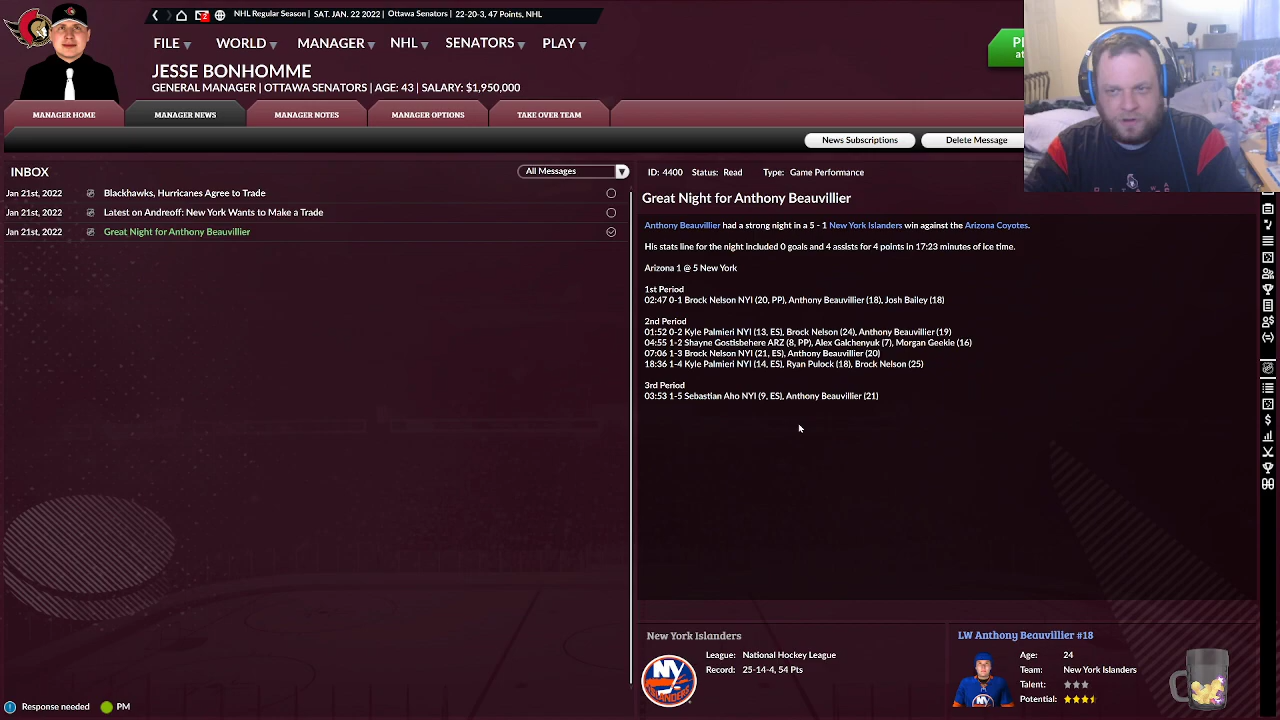 2
NHL Regular Season | SAT. JAN. 22 2022 | Ottawa Senators | 22-20-3, 47 Points, NHL
FILE WORLD MANAGER NHL SENATORS PLAY
JESSE BONHOMME
GENERAL MANAGER | OTTAWA SENATORS | AGE: 43 | SALARY: $1,950,000
MANAGER HOME MANAGER NEWS MANAGER NOTES MANAGER OPTIONS TAKE OVER TEAM
News Subscriptions Delete Message
INBOX All Messages
Jan 21st, 2022 Blackhawks, Hurricanes Agree to Trade
Jan 21st, 2022 Latest on Andreoff: New York Wants to Make a Trade
Jan 21st, 2022 Great Night for Anthony Beauvillier
ID: 4400 Status: Read Type: Game Performance
Great Night for Anthony Beauvillier
Anthony Beauvillier had a strong night in a 5 - 1 New York Islanders win against the Arizona Coyotes.
His stats line for the night included 0 goals and 4 assists for 4 points in 17:23 minutes of ice time.
Arizona 1 @ 5 New York
1st Period
02:47 0-1 Brock Nelson NYI (20, PP), Anthony Beauvillier (18), Josh Bailey (18)
2nd Period
01:52 0-2 Kyle Palmieri NYI (13, ES), Brock Nelson (24), Anthony Beauvillier (19)
04:55 1-2 Shayne Gostisbehere ARZ (8, PP), Alex Galchenyuk (7), Morgan Geekie (16)
07:06 1-3 Brock Nelson NYI (21, ES), Anthony Beauvillier (20)
18:36 1-4 Kyle Palmieri NYI (14, ES), Ryan Pulock (18), Brock Nelson (25)
3rd Period
03:53 1-5 Sebastian Aho NYI (9, ES), Anthony Beauvillier (21)
New York Islanders
League: National Hockey League
Record: 25-14-4, 54 Pts
LW Anthony Beauvillier #18
Age: 24
Team: New York Islanders
Talent:
Potential:
Response needed PM